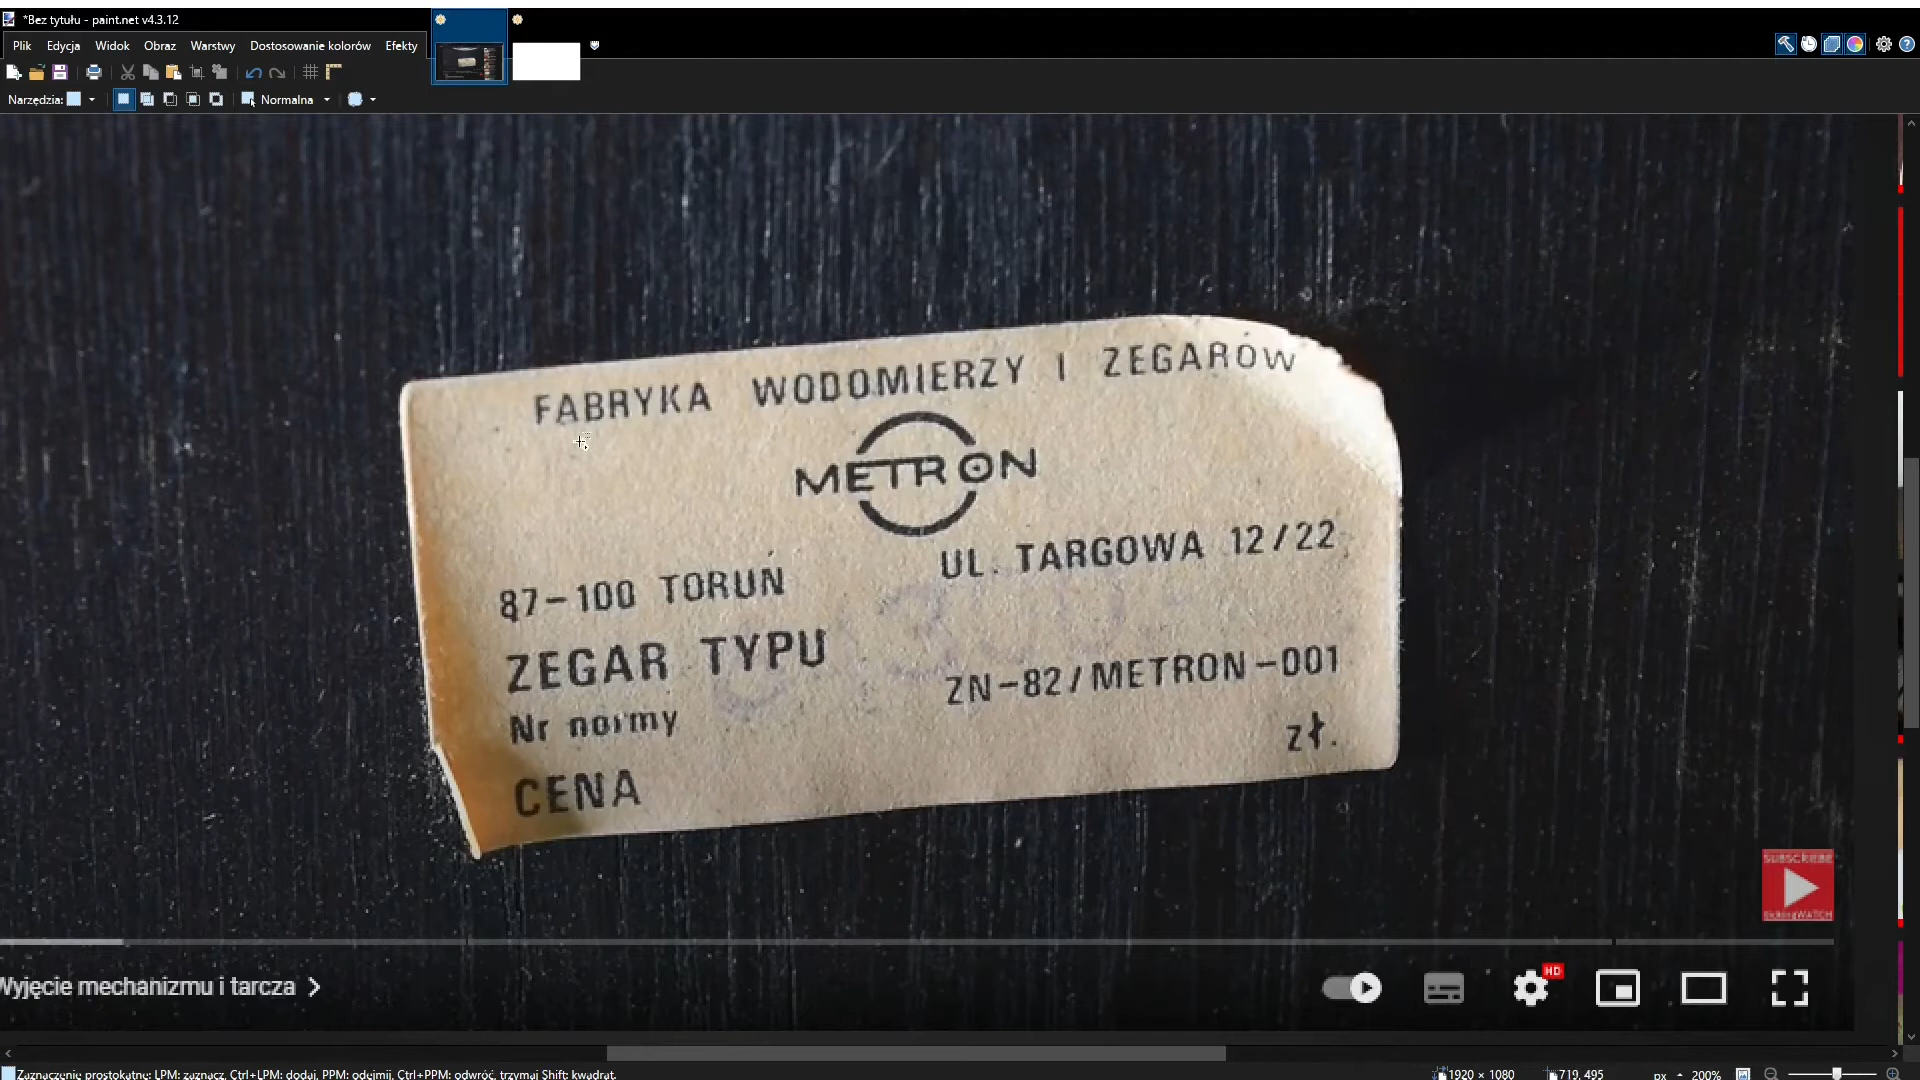 *Bez tytułu - paint.net v4.3.12
Plik Edycja Widok Obraz Warstwy Dostosowanie kolorów Efekty
Narzędzia: Normalna
FABRYKA WODOMIERZY I ZEGARÓW
METRON
87-100 TORUŃ UL. TARGOWA 12/22
ZEGAR TYPU
Nr normy ZN-82/METRON-001
CENA zł.
SUBSCRIBE
HD
Wyjęcie mechanizmu i tarcza
Zaznaczenie prostokątne: LPM: zaznacz, Ctrl+LPM: dodaj, PPM: odejmij, Ctrl+PPM: odwróć, trzymaj Shift: kwadrat.
1920 × 1080 719, 495 px 200%